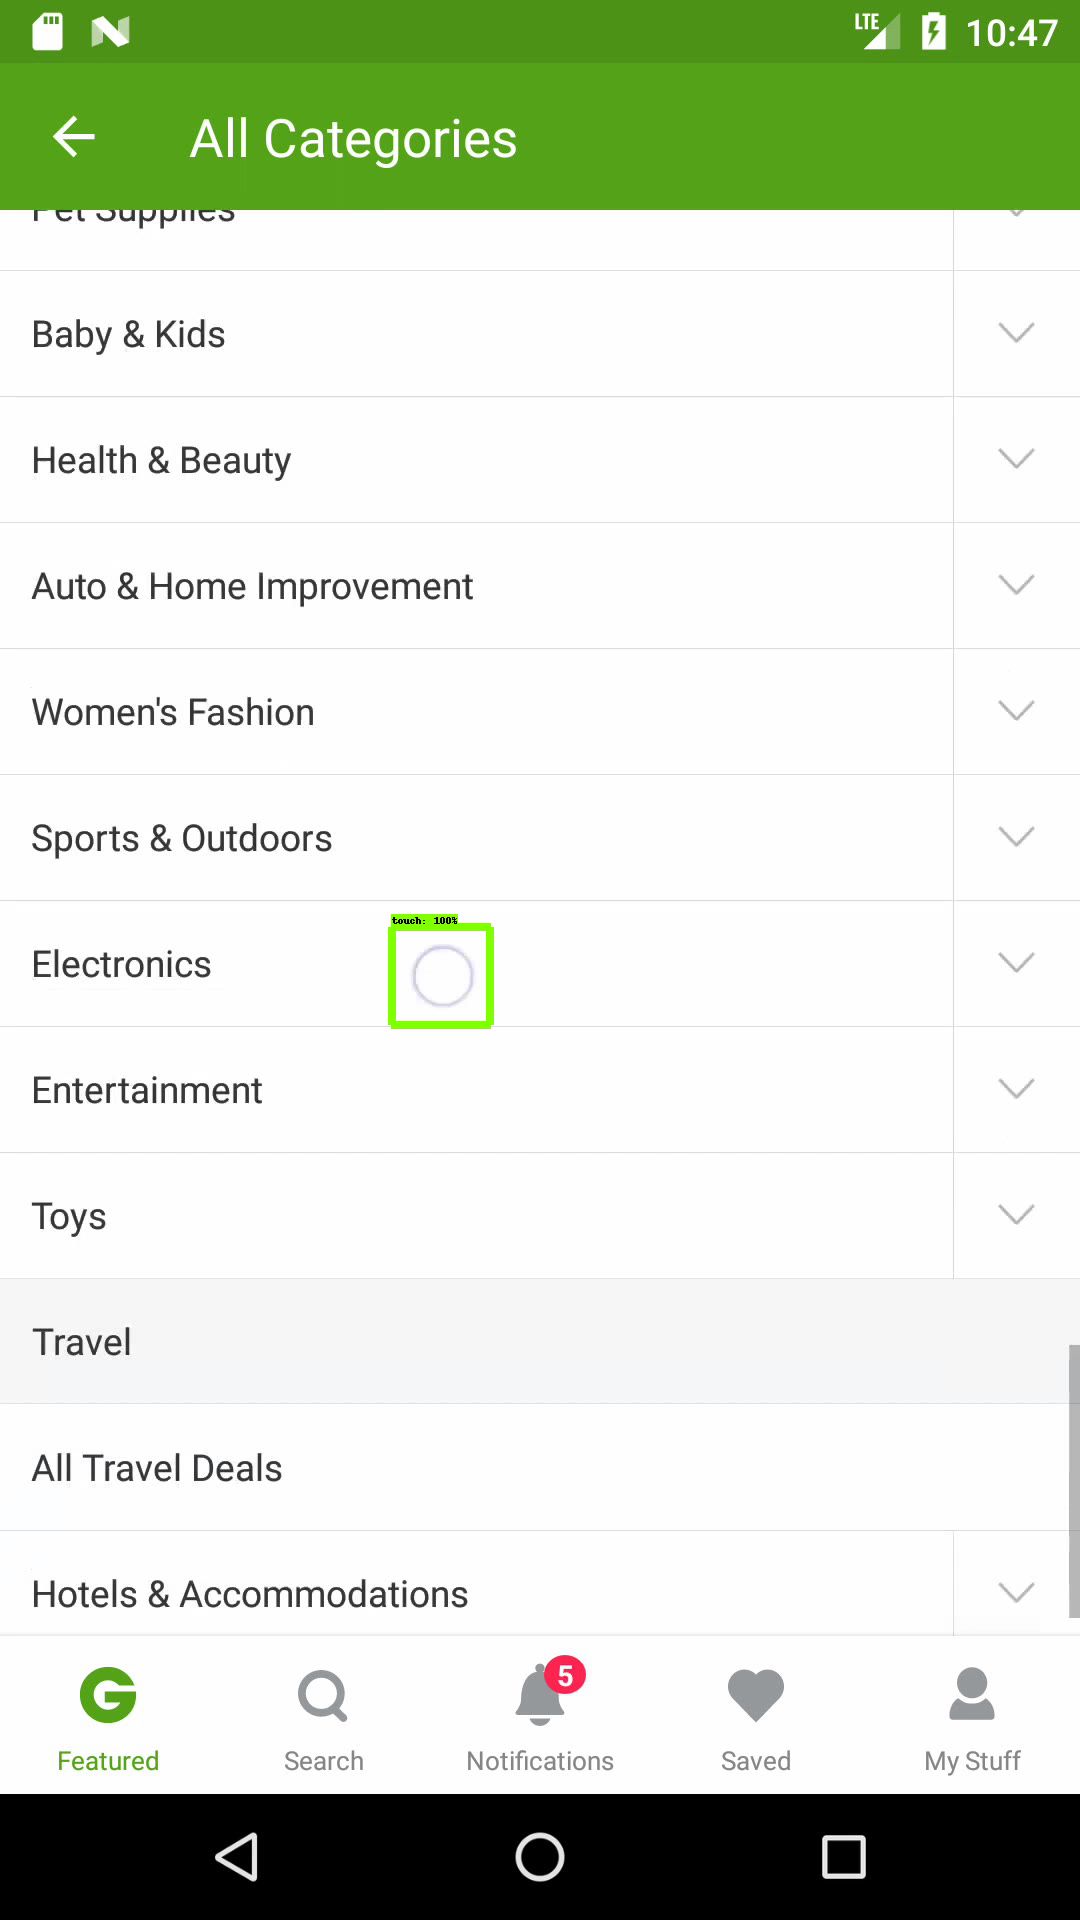 LTE 10:47
All Categories
Pet Supplies
Baby & Kids
Health & Beauty
Auto & Home Improvement
Women's Fashion
Sports & Outdoors
touch: 100%
Electronics
Entertainment
Toys
Travel
All Travel Deals
Hotels & Accommodations
5
Featured Search Notifications Saved My Stuff